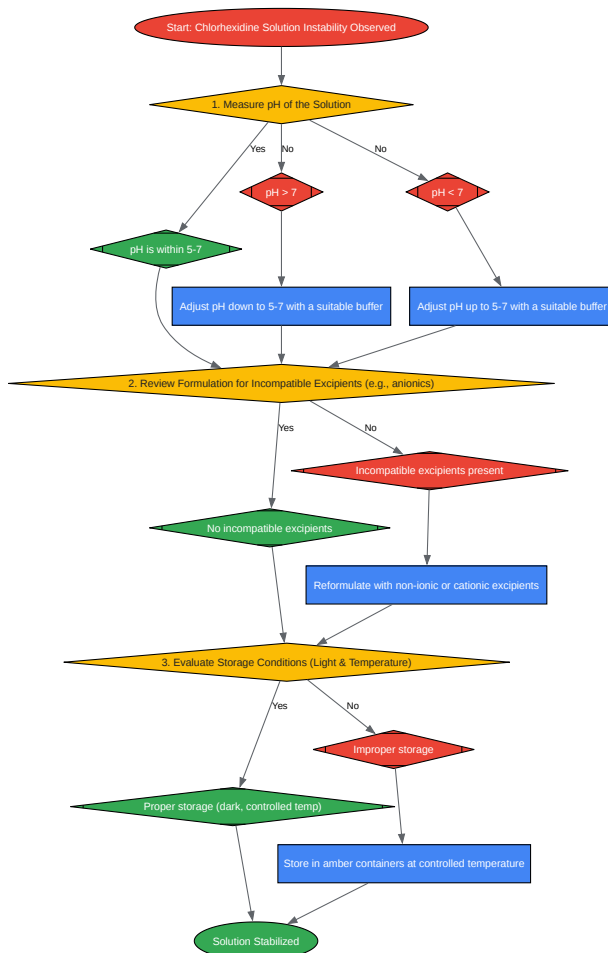 Start: Chlorhexidine Solution Instability Observed
1. Measure pH of the Solution
Yes
No
No
pH > 7
pH < 7
pH is within 5-7
Adjust pH down to 5-7 with a suitable buffer
Adjust pH up to 5-7 with a suitable buffer
2. Review Formulation for Incompatible Excipients (e.g., anionics)
Yes
No
Incompatible excipients present
No incompatible excipients
Reformulate with non-ionic or cationic excipients
3. Evaluate Storage Conditions (Light & Temperature)
Yes
No
Improper storage
Proper storage (dark, controlled temp)
Store in amber containers at controlled temperature
Solution Stabilized